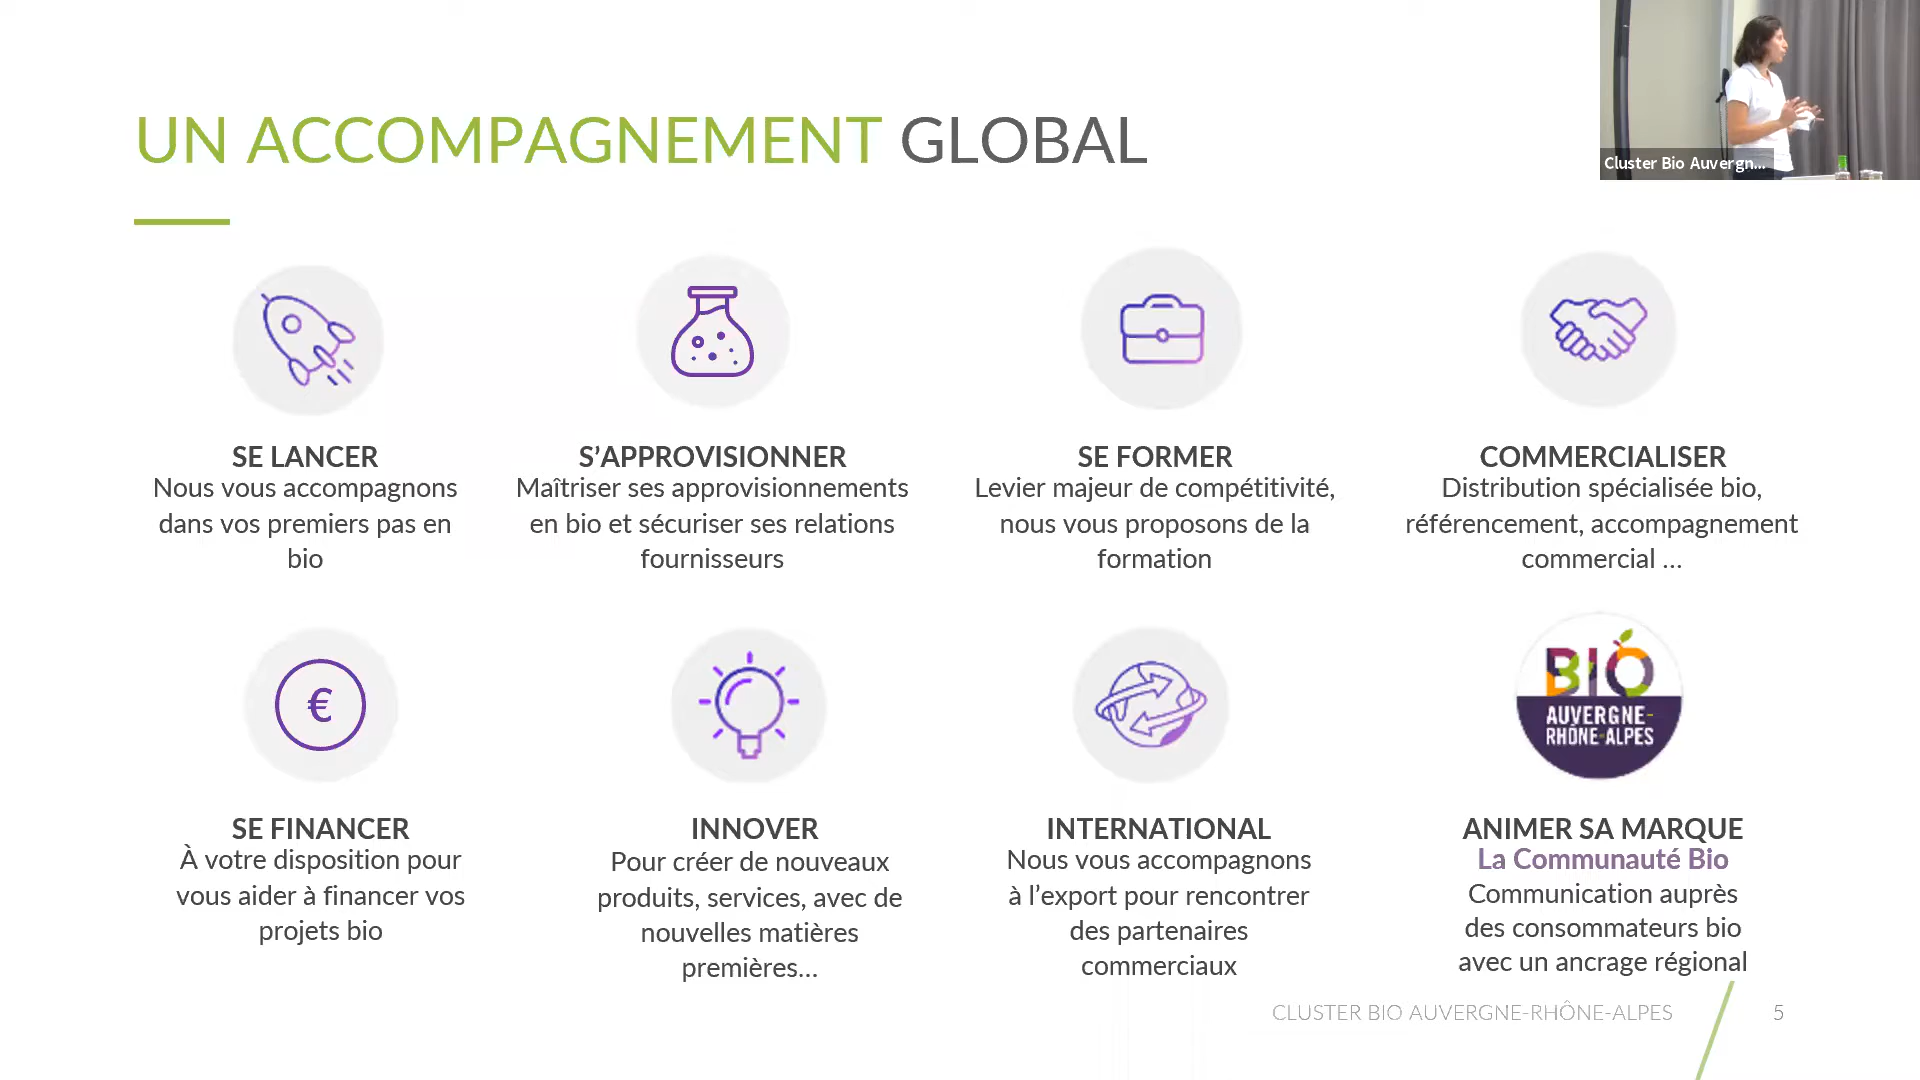 UN ACCOMPAGNEMENT GLOBAL
Cluster Bio Auvergn...
SE LANCER
Nous vous accompagnons
dans vos premiers pas en
bio
S’APPROVISIONNER
Maîtriser ses approvisionnements
en bio et sécuriser ses relations
fournisseurs
SE FORMER
Levier majeur de compétitivité,
nous vous proposons de la
formation
COMMERCIALISER
Distribution spécialisée bio,
référencement, accompagnement
commercial ...
€
SE FINANCER
À votre disposition pour
vous aider à financer vos
projets bio
INNOVER
Pour créer de nouveaux
produits, services, avec de
nouvelles matières
premières...
INTERNATIONAL
Nous vous accompagnons
à l’export pour rencontrer
des partenaires
commerciaux
BIO
AUVERGNE-
RHÔNE-ALPES
ANIMER SA MARQUE
La Communauté Bio
Communication auprès
des consommateurs bio
avec un ancrage régional
CLUSTER BIO AUVERGNE-RHÔNE-ALPES 5